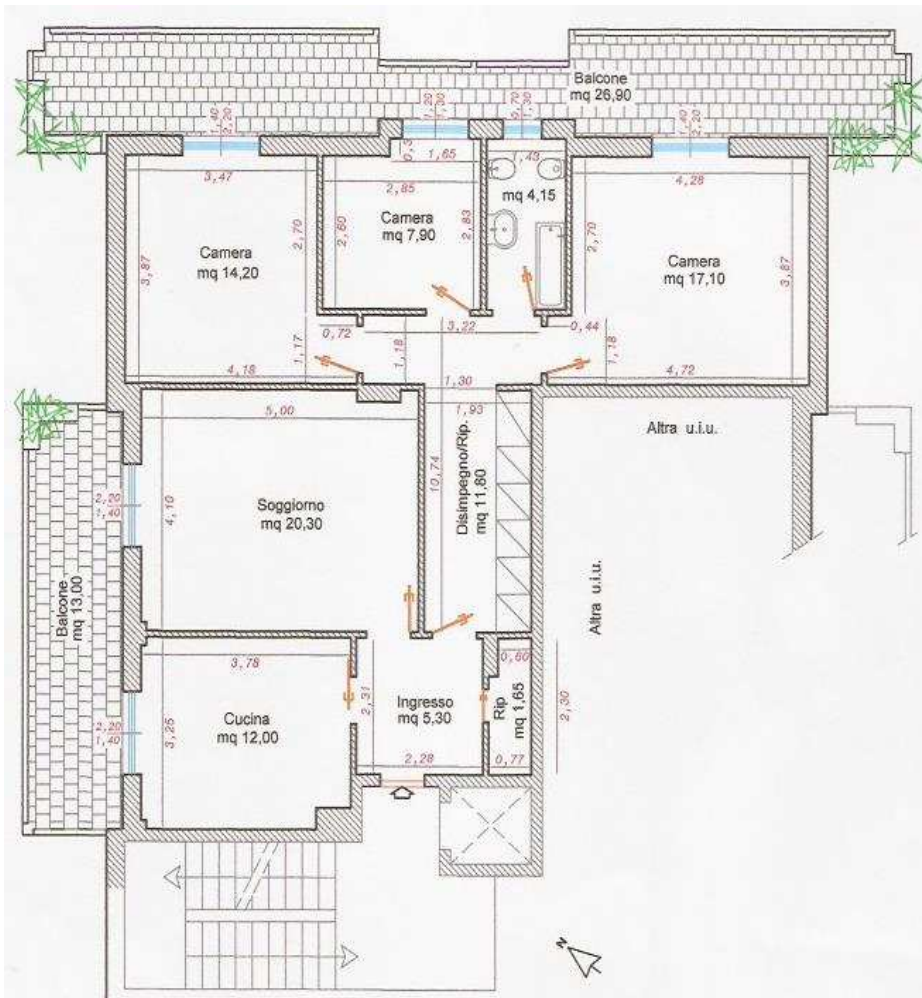 Balcone
mq 26,90
1,40
2,20
1,20
1,30
0,70
1,30
1,40
2,20
3,47
0,3
1,65
1,43
4,28
2,85
mq 4,15
Camera
mq 14,20
2,70
3,87
Camera
mq 7,90
2,60
2,83
2,70
Camera
mq 17,10
3,87
0,72
3,22
0,44
1,17
1,18
1,18
4,18
1,30
4,72
5,00
1,93
Altra u.i.u.
2,20
1,40
4,10
Soggiorno
mq 20,30
10,74
Disimpegno/Rip.
mq 11,80
Balcone
mq 13,00
Altra u.i.u.
3,78
0,60
2,20
1,40
3,25
Cucina
mq 12,00
2,31
Ingresso
mq 5,30
Rip
mq 1,65
2,30
2,28
0,77
N